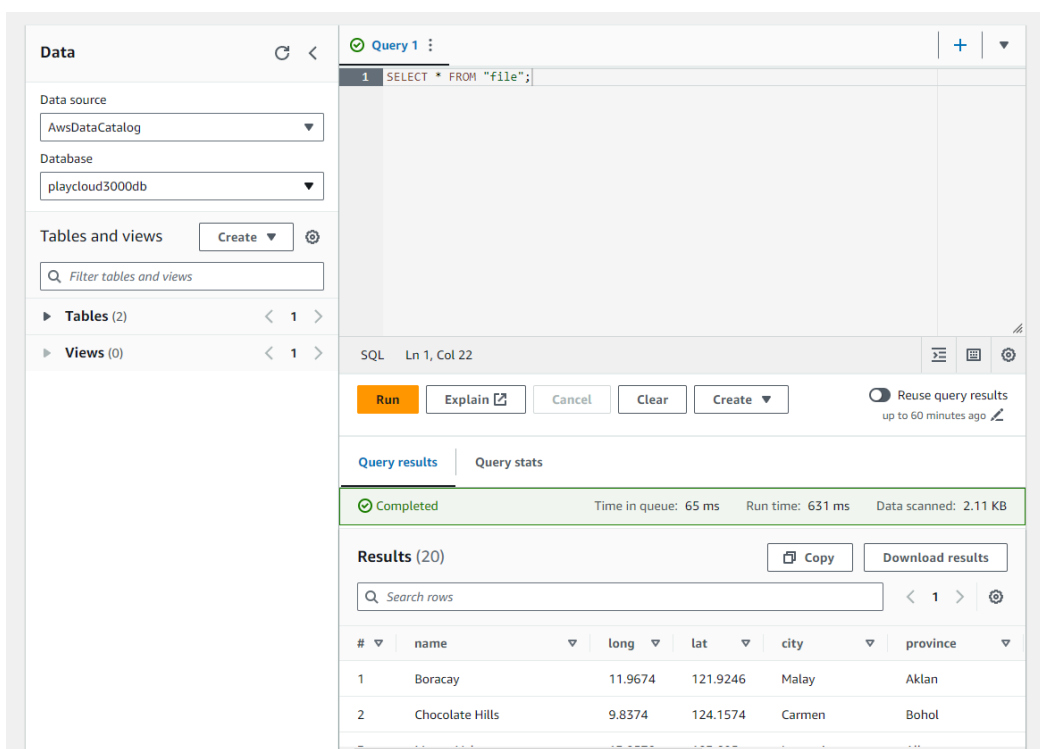 Data
Data source
AwsDataCatalog
Database
playcloud3000db
Tables and views
Create
Filter tables and views
Tables (2)
1
Views (0)
1
Query 1
1 SELECT * FROM "file";
SQL Ln 1, Col 22
Run Explain Cancel Clear Create
Reuse query results
up to 60 minutes ago
Query results Query stats
Completed Time in queue: 65 ms Run time: 631 ms Data scanned: 2.11 KB
Results (20) Copy Download results
Search rows 1
# name long lat city province
1 Boracay 11.9674 121.9246 Malay Aklan
2 Chocolate Hills 9.8374 124.1574 Carmen Bohol